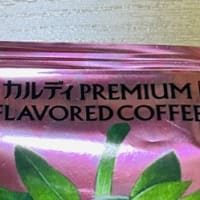 カルディ PREMIUM
FLAVORED COFFEE